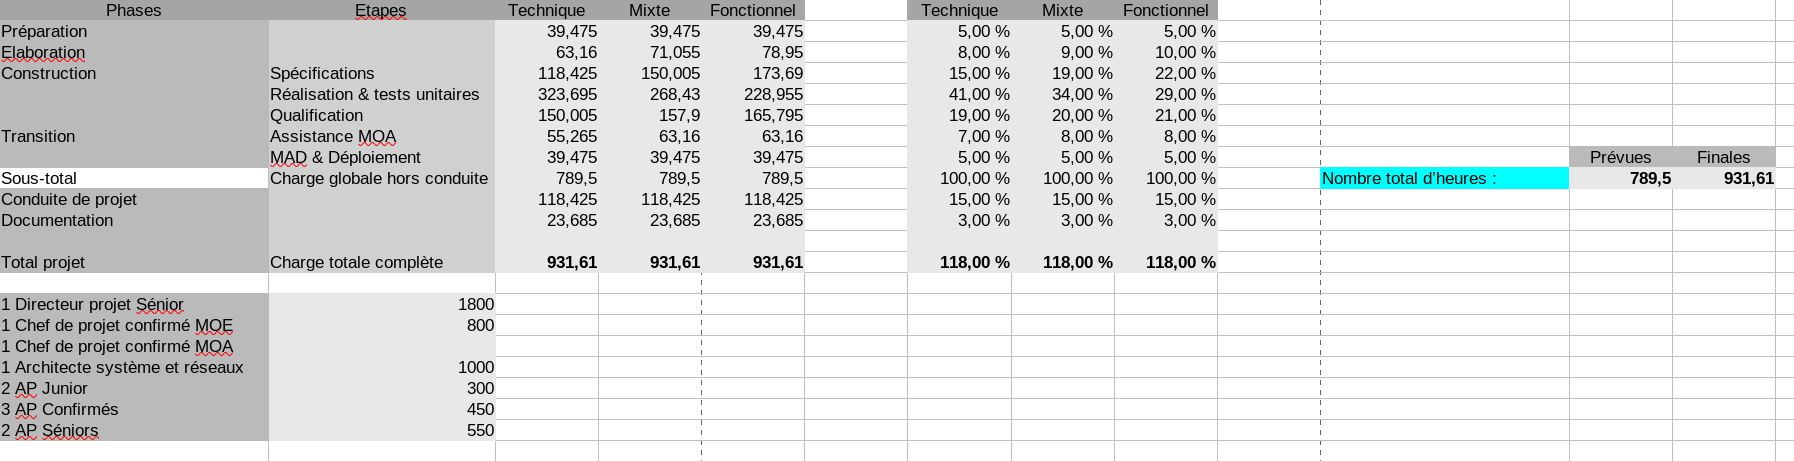 Phases Etapes Technique Mixte Fonctionnel Technique Mixte Fonctionnel
Préparation 39,475 39,475 39,475 5,00 % 5,00 % 5,00 %
Elaboration 63,16 71,055 78,95 8,00 % 9,00 % 10,00 %
Construction Spécifications 118,425 150,005 173,69 15,00 % 19,00 % 22,00 %
Réalisation & tests unitaires 323,695 268,43 228,955 41,00 % 34,00 % 29,00 %
Qualification 150,005 157,9 165,795 19,00 % 20,00 % 21,00 %
Transition Assistance MOA 55,265 63,16 63,16 7,00 % 8,00 % 8,00 %
MAD & Déploiement 39,475 39,475 39,475 5,00 % 5,00 % 5,00 % Prévues Finales
Sous-total Charge globale hors conduite 789,5 789,5 789,5 100,00 % 100,00 % 100,00 % Nombre total d'heures : 789,5 931,61
Conduite de projet 118,425 118,425 118,425 15,00 % 15,00 % 15,00 %
Documentation 23,685 23,685 23,685 3,00 % 3,00 % 3,00 %
Total projet Charge totale complète 931,61 931,61 931,61 118,00 % 118,00 % 118,00 %
1 Directeur projet Sénior 1800
1 Chef de projet confirmé MOE 800
1 Chef de projet confirmé MOA
1 Architecte système et réseaux 1000
2 AP Junior 300
3 AP Confirmés 450
2 AP Séniors 550